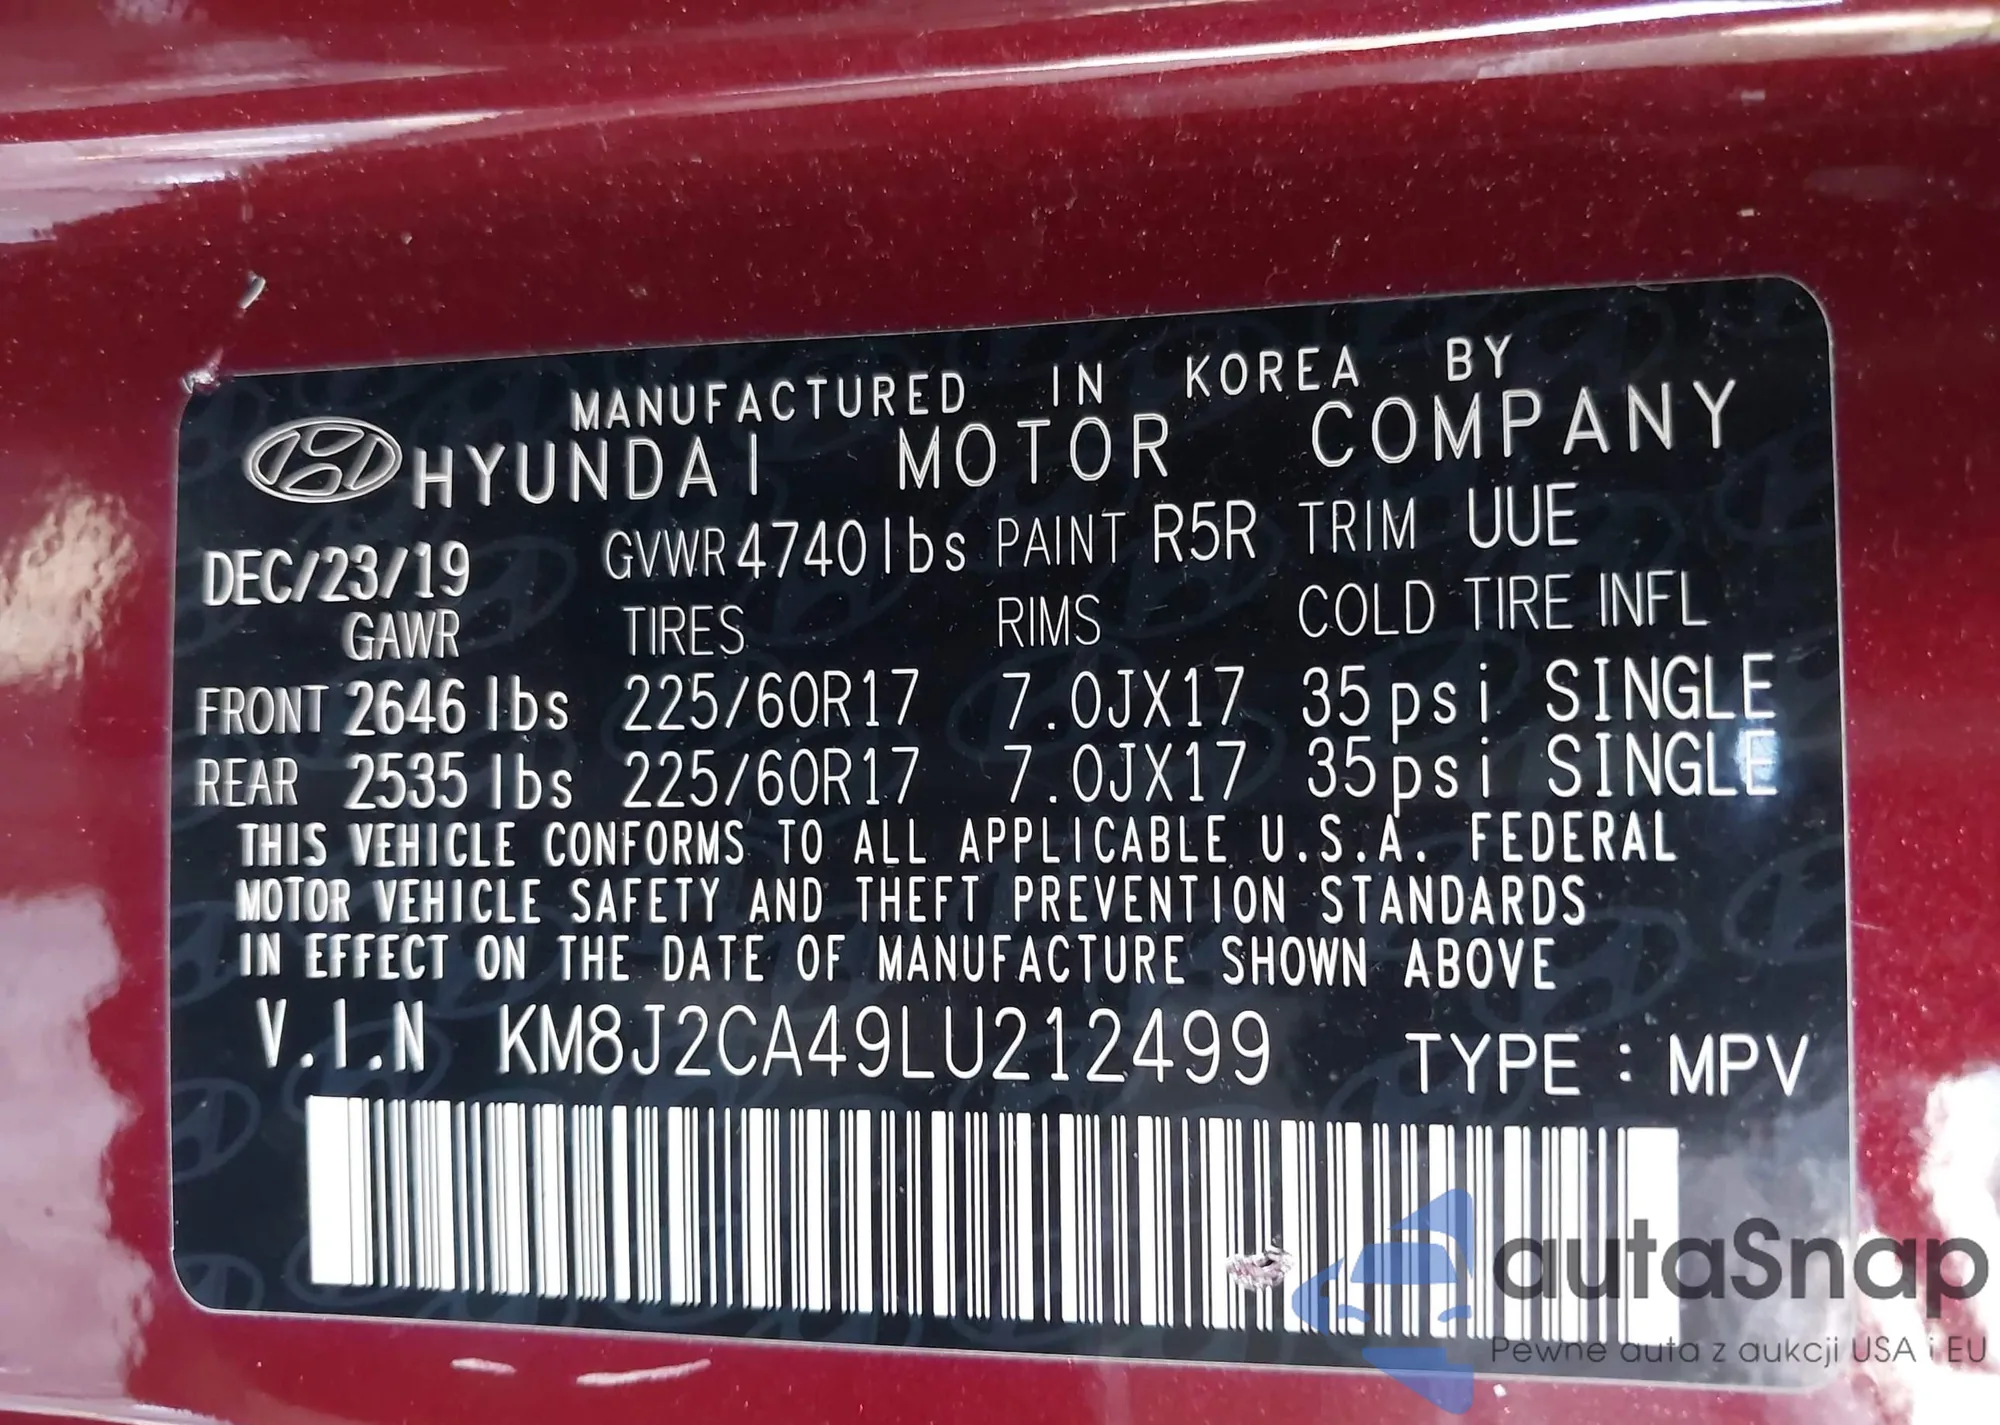 MANUFACTURED IN KOREA BY
HYUNDAI MOTOR COMPANY
DEC/23/19 GVWR 4740 lbs PAINT R5R TRIM UUE
GAWR TIRES RIMS COLD TIRE INFL
FRONT 2646 lbs 225/60R17 7.0JX17 35psi SINGLE
REAR 2535 lbs 225/60R17 7.0JX17 35psi SINGLE
THIS VEHICLE CONFORMS TO ALL APPLICABLE U.S.A. FEDERAL
MOTOR VEHICLE SAFETY AND THEFT PREVENTION STANDARDS
IN EFFECT ON THE DATE OF MANUFACTURE SHOWN ABOVE
V.I.N KM8J2CA49LU212499 TYPE : MPV
autaSnap
Pewne auta z aukcji USA i EU